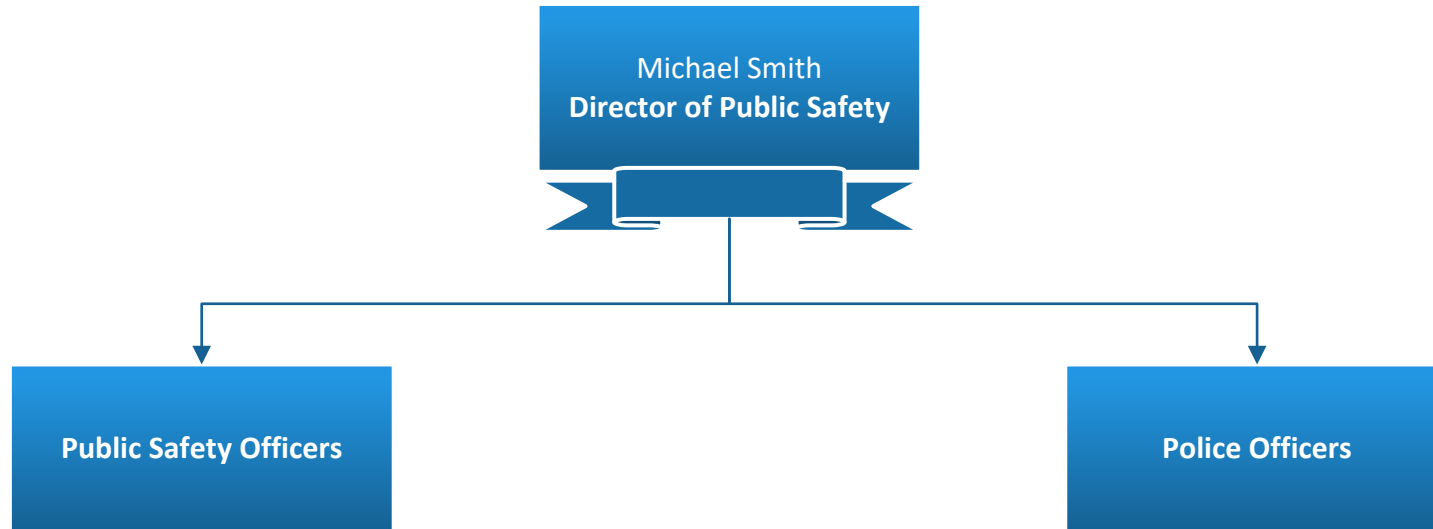 Michael Smith
Director of Public Safety
Public Safety Officers
Police Officers